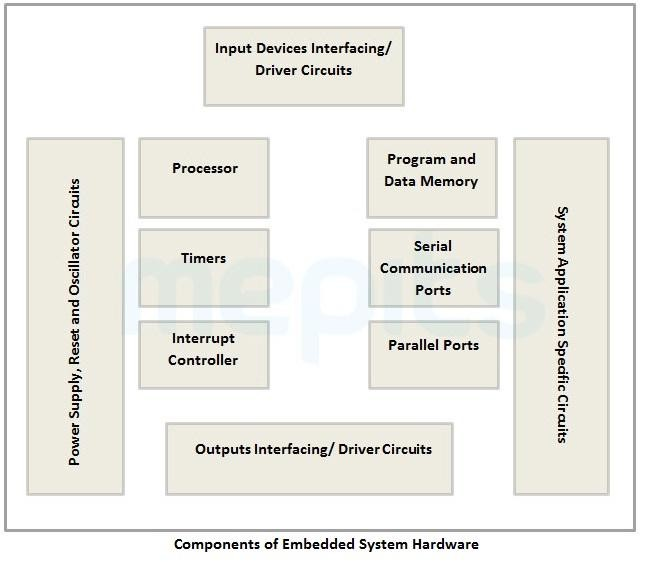 Input Devices Interfacing/
Driver Circuits
Power Supply, Reset and Oscillator Circuits
Processor
Program and
Data Memory
System Application Specific Circuits
Timers
Serial
Communication
Ports
Interrupt
Controller
Parallel Ports
mepits
Outputs Interfacing/ Driver Circuits
Components of Embedded System Hardware